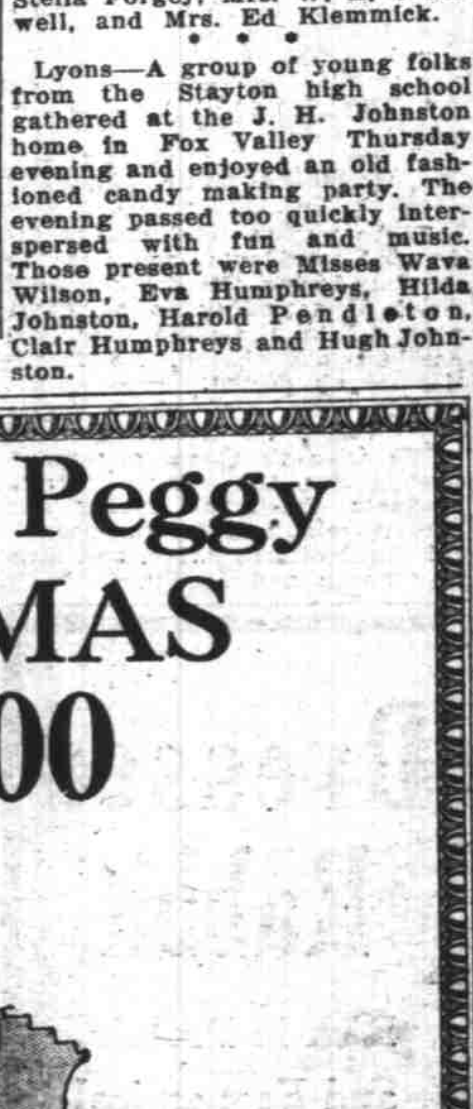 well, and Mrs. Ed Klemmick.
* * *
Lyons—A group of young folks
from the Stayton high school
gathered at the J. H. Johnston
home in Fox Valley Thursday
evening and enjoyed an old fash-
ioned candy making party. The
evening passed too quickly inter-
spersed with fun and music.
Those present were Misses Wava
Wilson, Eva Humphreys, Hilda
Johnston, Harold Pendleton,
Clair Humphreys and Hugh John-
ston.
Peggy
MAS
00